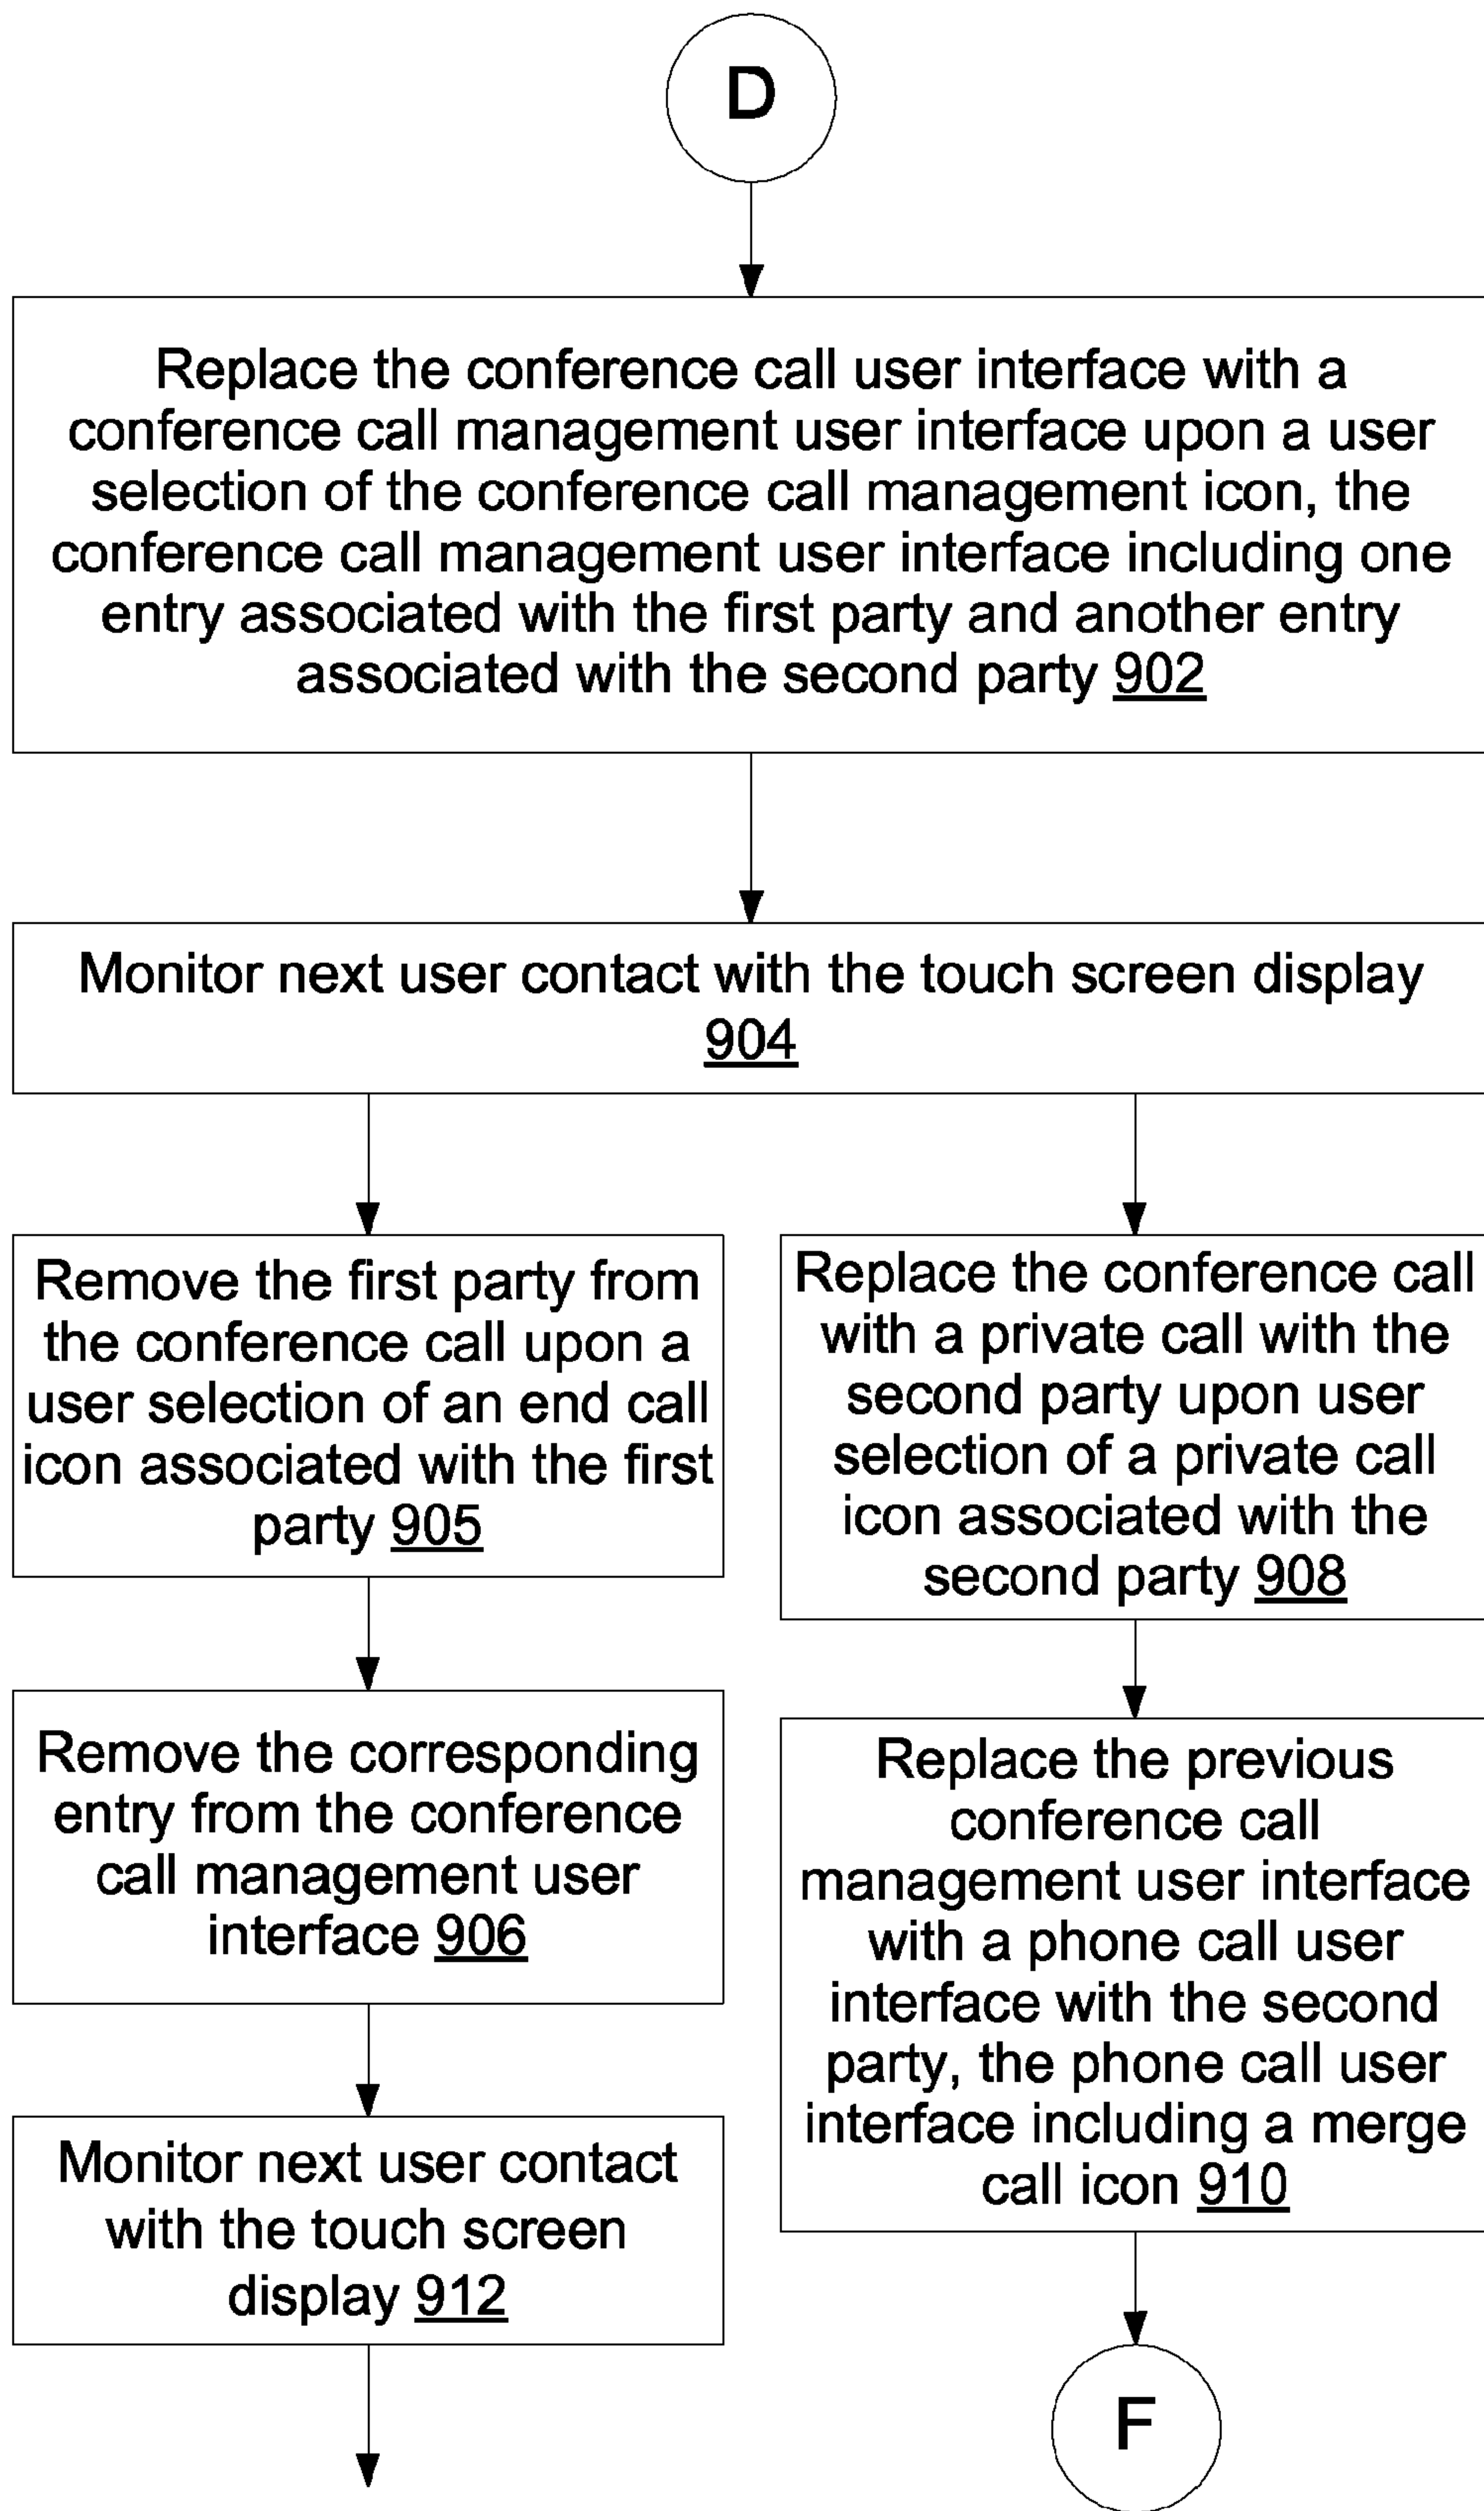 D
Replace the conference call user interface with a
conference call management user interface upon a user
selection of the conference call management icon, the
conference call management user interface including one
entry associated with the first party and another entry
associated with the second party 902
Monitor next user contact with the touch screen display
904
Remove the first party from
the conference call upon a
user selection of an end call
icon associated with the first
party 905
Remove the corresponding
entry from the conference
call management user
interface 906
Monitor next user contact
with the touch screen
display 912
Replace the conference call
with a private call with the
second party upon user
selection of a private call
icon associated with the
second party 908
Replace the previous
conference call
management user interface
with a phone call user
interface with the second
party, the phone call user
interface including a merge
call icon 910
F